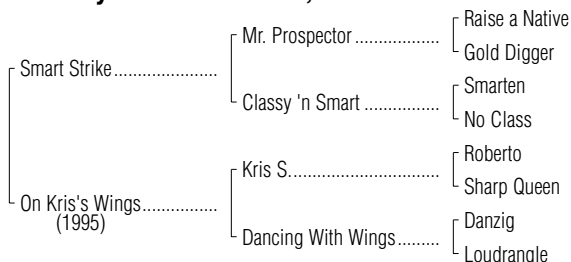 Raise a Native
Mr. Prospector ..................
Gold Digger
Smart Strike......................
Smarten
Classy 'n Smart ................
No Class
Roberto
Kris S...............................
Sharp Queen
On Kris's Wings................
(1995)
Danzig
Dancing With Wings.........
Loudrangle